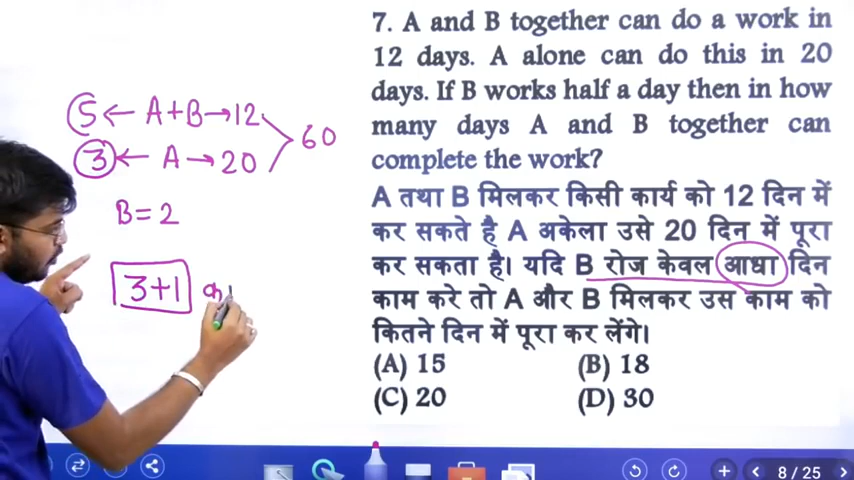 7. A and B together can do a work in
12 days. A alone can do this in 20
days. If B works half a day then in how
many days A and B together can
complete the work?
A तथा B मिलकर किसी कार्य को 12 दिन में
कर सकते है A अकेला उसे 20 दिन में पूरा
कर सकता है। यदि B रोज केवल आधा दिन
काम करे तो A और B मिलकर उस काम को
कितने दिन में पूरा कर लेंगे।
(A) 15 (B) 18
(C) 20 (D) 30
5 ← A+B → 12
60
3 ← A → 20
B = 2
3+1
8 / 25